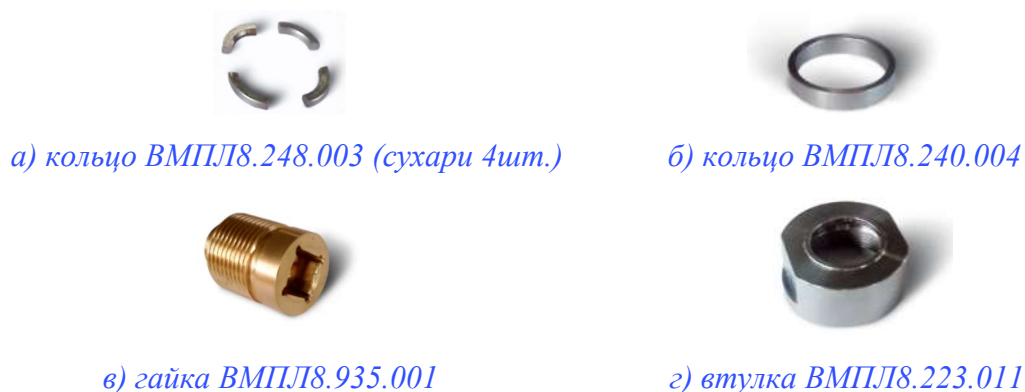 а) кольцо ВМПЛ8.248.003 (сухари 4шт.)
б) кольцо ВМПЛ8.240.004
в) гайка ВМПЛ8.935.001
г) втулка ВМПЛ8.223.011